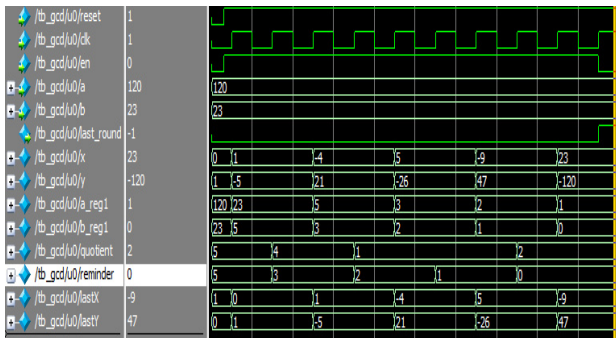 /tb_gcd/u0/reset 1
/tb_gcd/u0/clk 1
/tb_gcd/u0/en 0
/tb_gcd/u0/a 120 120
/tb_gcd/u0/b 23 23
/tb_gcd/u0/last_round -1
/tb_gcd/u0/x 23 0 1 -4 5 -9 23
/tb_gcd/u0/y -120 1 -5 21 -26 47 -120
/tb_gcd/u0/a_reg1 1 120 23 5 3 2 1
/tb_gcd/u0/b_reg1 0 23 5 3 2 1 0
/tb_gcd/u0/quotient 2 5 4 1 2
/tb_gcd/u0/reminder 0 5 3 2 1 0
/tb_gcd/u0/lastX -9 1 0 1 -4 5 -9
/tb_gcd/u0/lastY 47 0 1 -5 21 -26 47